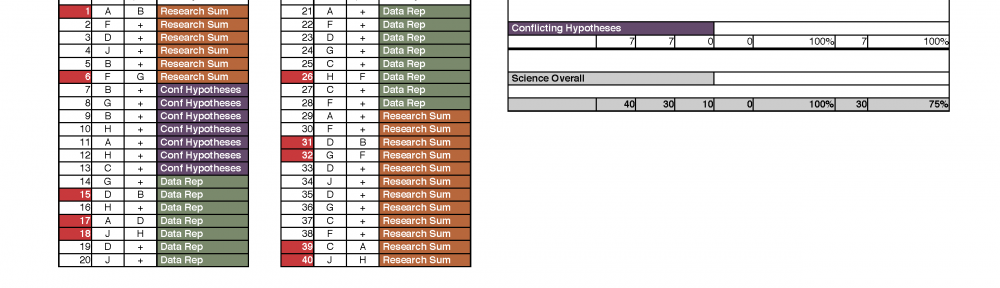 1 A B Research Sum
2 F + Research Sum
3 D + Research Sum
4 J + Research Sum
5 B + Research Sum
6 F G Research Sum
7 B + Conf Hypotheses
8 G + Conf Hypotheses
9 B + Conf Hypotheses
10 H + Conf Hypotheses
11 A + Conf Hypotheses
12 H + Conf Hypotheses
13 C + Conf Hypotheses
14 G + Data Rep
15 D B Data Rep
16 H + Data Rep
17 A D Data Rep
18 J H Data Rep
19 D + Data Rep
20 J + Data Rep
21 A + Data Rep
22 F + Data Rep
23 D + Data Rep
24 G + Data Rep
25 C + Data Rep
26 H F Data Rep
27 C + Data Rep
28 F + Data Rep
29 A + Research Sum
30 F + Research Sum
31 D B Research Sum
32 G F Research Sum
33 D + Research Sum
34 J + Research Sum
35 D + Research Sum
36 G + Research Sum
37 C + Research Sum
38 F + Research Sum
39 C A Research Sum
40 J H Research Sum
Conflicting Hypotheses
7 7 0 0 100% 7 100%
Science Overall
40 30 10 0 100% 30 75%